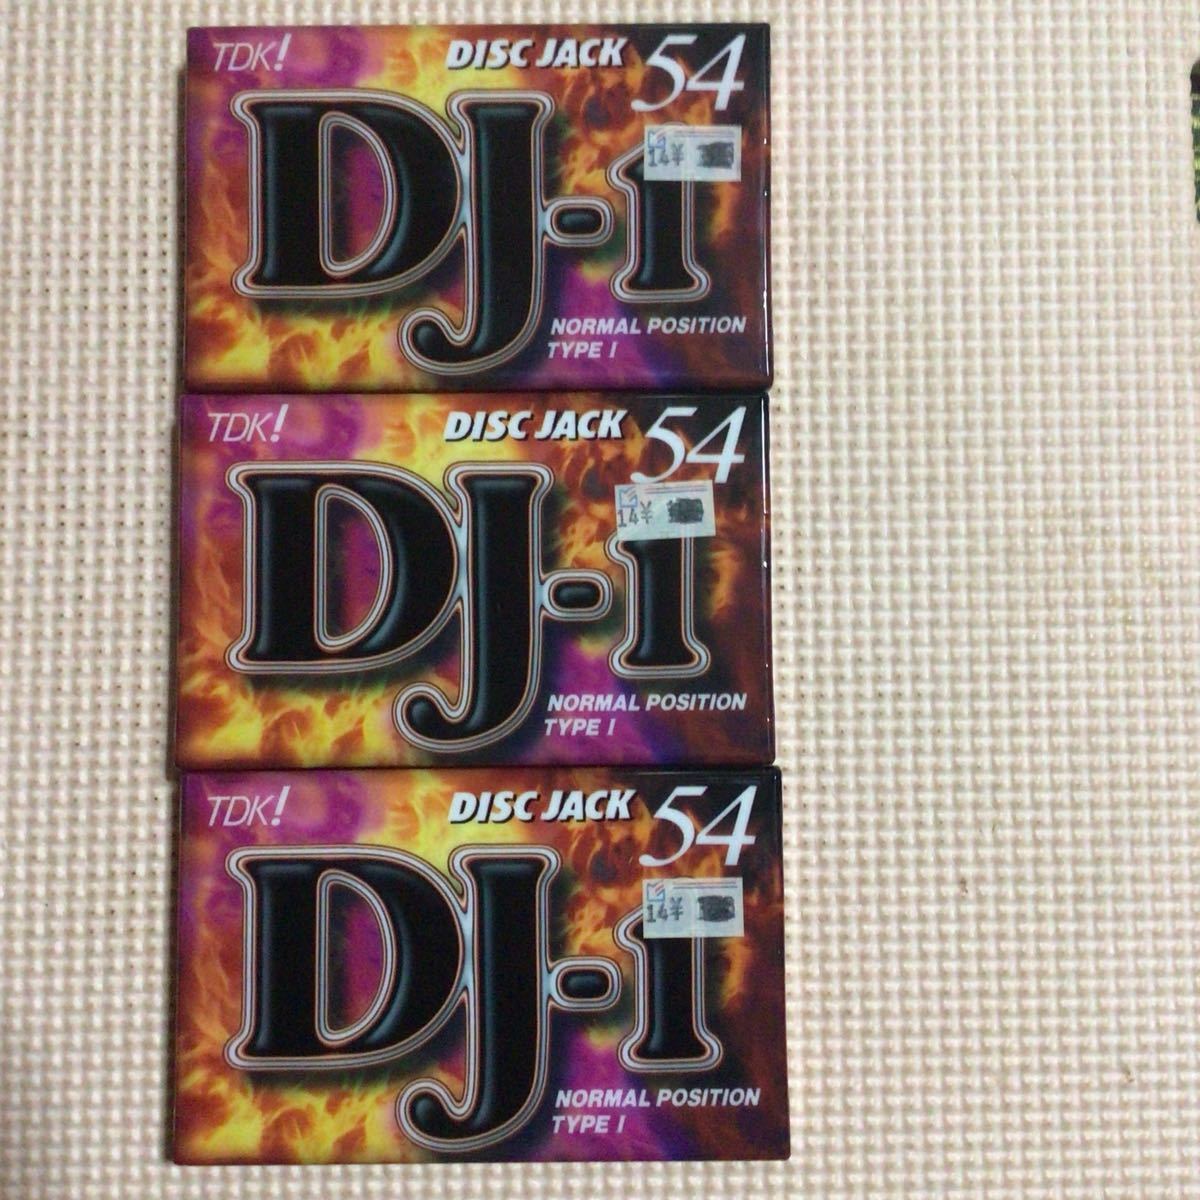 TDK!
DISC JACK
54
14¥
DJ-1
NORMAL POSITION
TYPE I
TDK!
DISC JACK
54
14¥
DJ-1
NORMAL POSITION
TYPE I
TDK!
DISC JACK
54
14¥
DJ-1
NORMAL POSITION
TYPE I